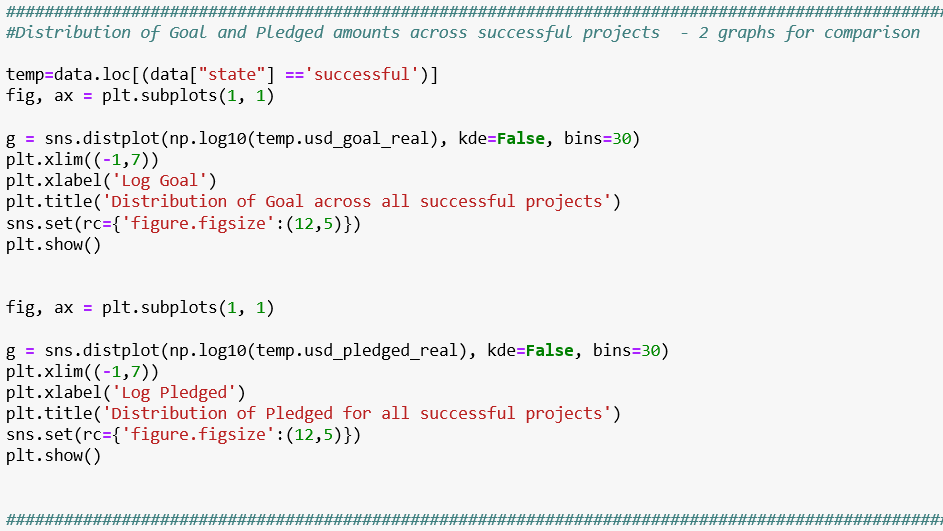 ####################################################################################################
#Distribution of Goal and Pledged amounts across successful projects  - 2 graphs for comparison
temp=data.loc[(data["state"] =='successful')]
fig, ax = plt.subplots(1, 1)
g = sns.distplot(np.log10(temp.usd_goal_real), kde=False, bins=30)
plt.xlim((-1,7))
plt.xlabel('Log Goal')
plt.title('Distribution of Goal across all successful projects')
sns.set(rc={'figure.figsize':(12,5)})
plt.show()
fig, ax = plt.subplots(1, 1)
g = sns.distplot(np.log10(temp.usd_pledged_real), kde=False, bins=30)
plt.xlim((-1,7))
plt.xlabel('Log Pledged')
plt.title('Distribution of Pledged for all successful projects')
sns.set(rc={'figure.figsize':(12,5)})
plt.show()
####################################################################################################